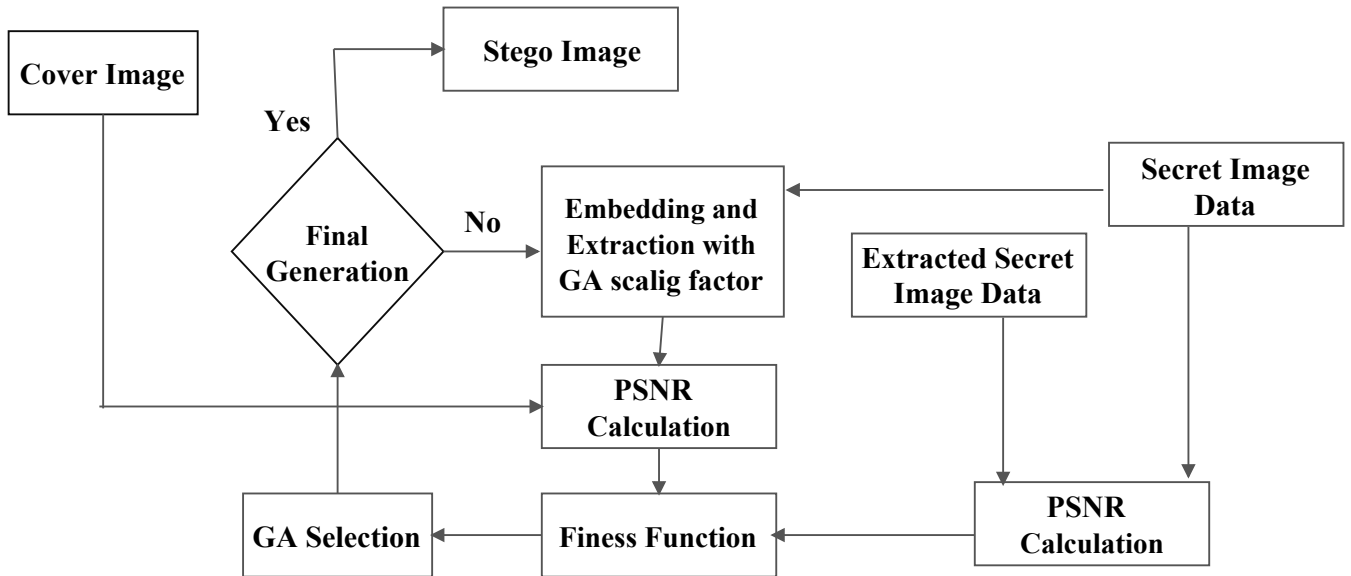 Stego Image
Cover Image
Yes
Secret Image
Data
Embedding and
Extraction with
GA scalig factor
No
Final
Generation
Extracted Secret
Image Data
PSNR
Calculation
PSNR
Calculation
GA Selection
Finess Function